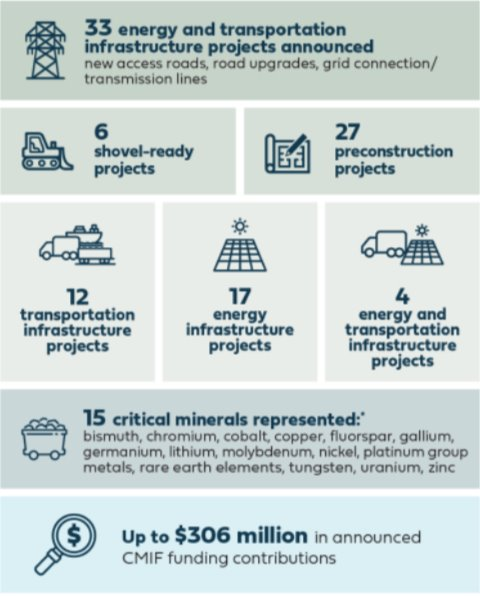 33 energy and transportation
infrastructure projects announced
new access roads, road upgrades, grid connection/
transmission lines
6
shovel-ready
projects
27
preconstruction
projects
12
transportation
infrastructure
projects
17
energy
infrastructure
projects
4
energy and
transportation
infrastructure
projects
15 critical minerals represented:*
bismuth, chromium, cobalt, copper, fluorspar, gallium,
germanium, lithium, molybdenum, nickel, platinum group
metals, rare earth elements, tungsten, uranium, zinc
$
Up to $306 million in announced
CMIF funding contributions